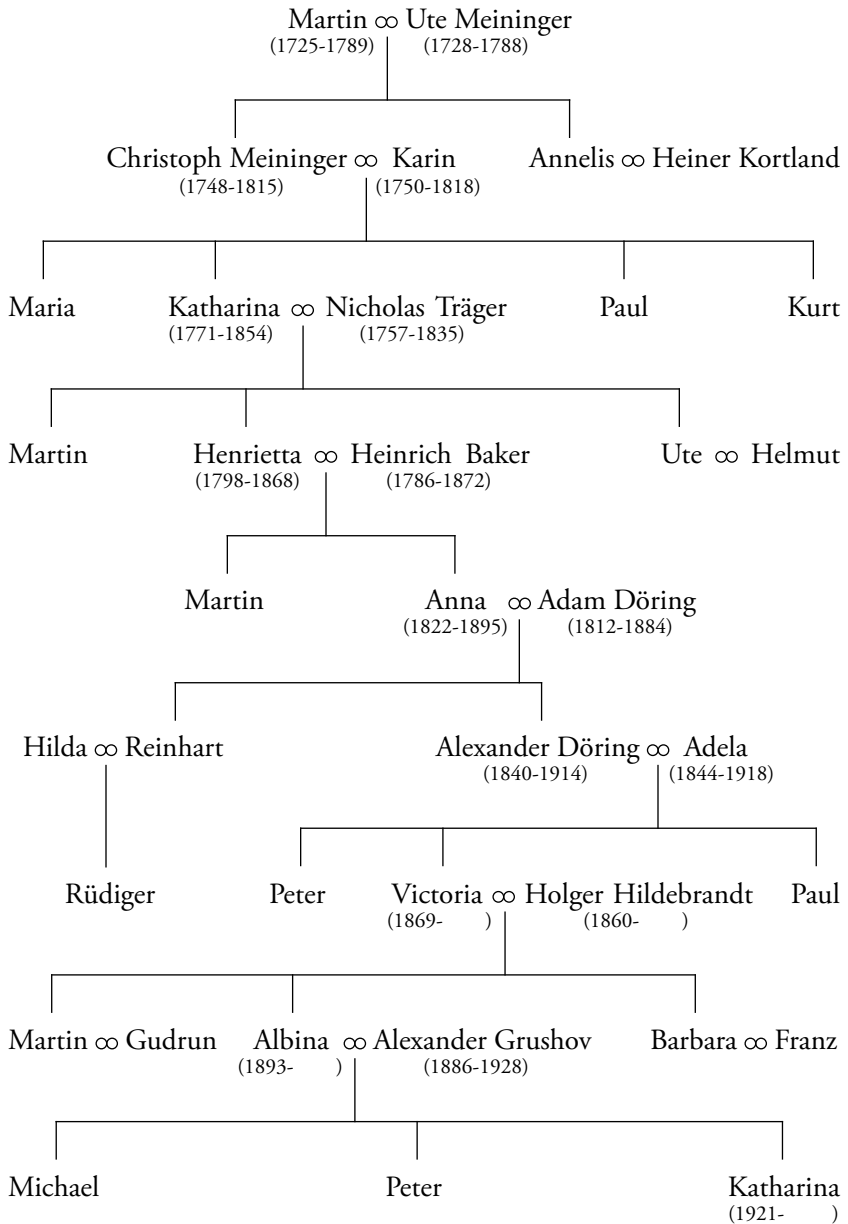 Martin ∞ Ute Meininger
(1725-1789) (1728-1788)
Christoph Meininger ∞ Karin Annelis ∞ Heiner Kortland
(1748-1815) (1750-1818)
Maria Katharina ∞ Nicholas Träger Paul Kurt
(1771-1854) (1757-1835)
Martin Henrietta ∞ Heinrich Baker Ute ∞ Helmut
(1798-1868) (1786-1872)
Martin Anna ∞ Adam Döring
(1822-1895) (1812-1884)
Hilda ∞ Reinhart Alexander Döring ∞ Adela
(1840-1914) (1844-1918)
Rüdiger Peter Victoria ∞ Holger Hildebrandt Paul
(1869- ) (1860- )
Martin ∞ Gudrun Albina ∞ Alexander Grushov Barbara ∞ Franz
(1893- ) (1886-1928)
Michael Peter Katharina
(1921- )